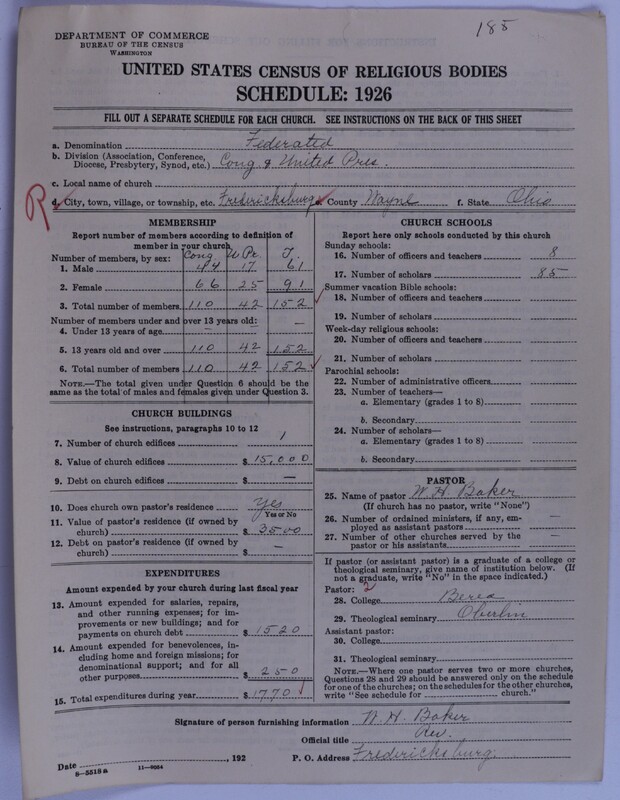 185
DEPARTMENT OF COMMERCE
BUREAU OF THE CENSUS
WASHINGTON
UNITED STATES CENSUS OF RELIGIOUS BODIES
SCHEDULE: 1926
FILL OUT A SEPARATE SCHEDULE FOR EACH CHURCH. SEE INSTRUCTIONS ON THE BACK OF THIS SHEET
a. Denomination Federated
b. Division (Association, Conference, Diocese, Presbytery, Synod, etc.) Cong & United Pres.
c. Local name of church
R d. City, town, village, or township, etc. Fredericksburg e. County Wayne f. State Ohio
MEMBERSHIP
Report number of members according to definition of
member in your church
Cong U Pr. T.
Number of members, by sex:
1. Male 44 17 61
2. Female 66 25 91
3. Total number of members 110 42 152
Number of members under and over 13 years old:
4. Under 13 years of age — — —
5. 13 years old and over 110 42 152
6. Total number of members 110 42 152
NOTE.—The total given under Question 6 should be the
same as the total of males and females given under Question 3.
CHURCH BUILDINGS
See instructions, paragraphs 10 to 12
7. Number of church edifices 1
8. Value of church edifices $ 15,000
9. Debt on church edifices $ —
10. Does church own pastor's residence Yes
Yes or No
11. Value of pastor's residence (if owned by
church) $ 3500
12. Debt on pastor's residence (if owned by
church) $ —
EXPENDITURES
Amount expended by your church during last fiscal year
13. Amount expended for salaries, repairs,
and other running expenses; for im-
provements or new buildings; and for
payments on church debt $ 1520
14. Amount expended for benevolences, in-
cluding home and foreign missions; for
denominational support; and for all
other purposes $ 250
15. Total expenditures during year $ 1770
CHURCH SCHOOLS
Report here only schools conducted by this church
Sunday schools:
16. Number of officers and teachers 8
17. Number of scholars 85
Summer vacation Bible schools:
18. Number of officers and teachers
19. Number of scholars
Week-day religious schools:
20. Number of officers and teachers
21. Number of scholars
Parochial schools:
22. Number of administrative officers
23. Number of teachers—
a. Elementary (grades 1 to 8)
b. Secondary
24. Number of scholars—
a. Elementary (grades 1 to 8)
b. Secondary
PASTOR
25. Name of pastor W. H. Baker
(If church has no pastor, write "None")
26. Number of ordained ministers, if any, em-
ployed as assistant pastors —
27. Number of other churches served by the
pastor or his assistants —
If pastor (or assistant pastor) is a graduate of a college or
theological seminary, give name of institution below. (If
not a graduate, write "No" in the space indicated.)
Pastor: 2
28. College Berea
29. Theological seminary Oberlin
Assistant pastor:
30. College
31. Theological seminary
NOTE.—Where one pastor serves two or more churches,
Questions 28 and 29 should be answered only on the schedule
for one of the churches; on the schedules for the other churches,
write "See schedule for church."
Signature of person furnishing information W. H. Baker
Official title Rev.
Date , 192 P. O. Address Fredericksburg.
8—5518 a 11—9064